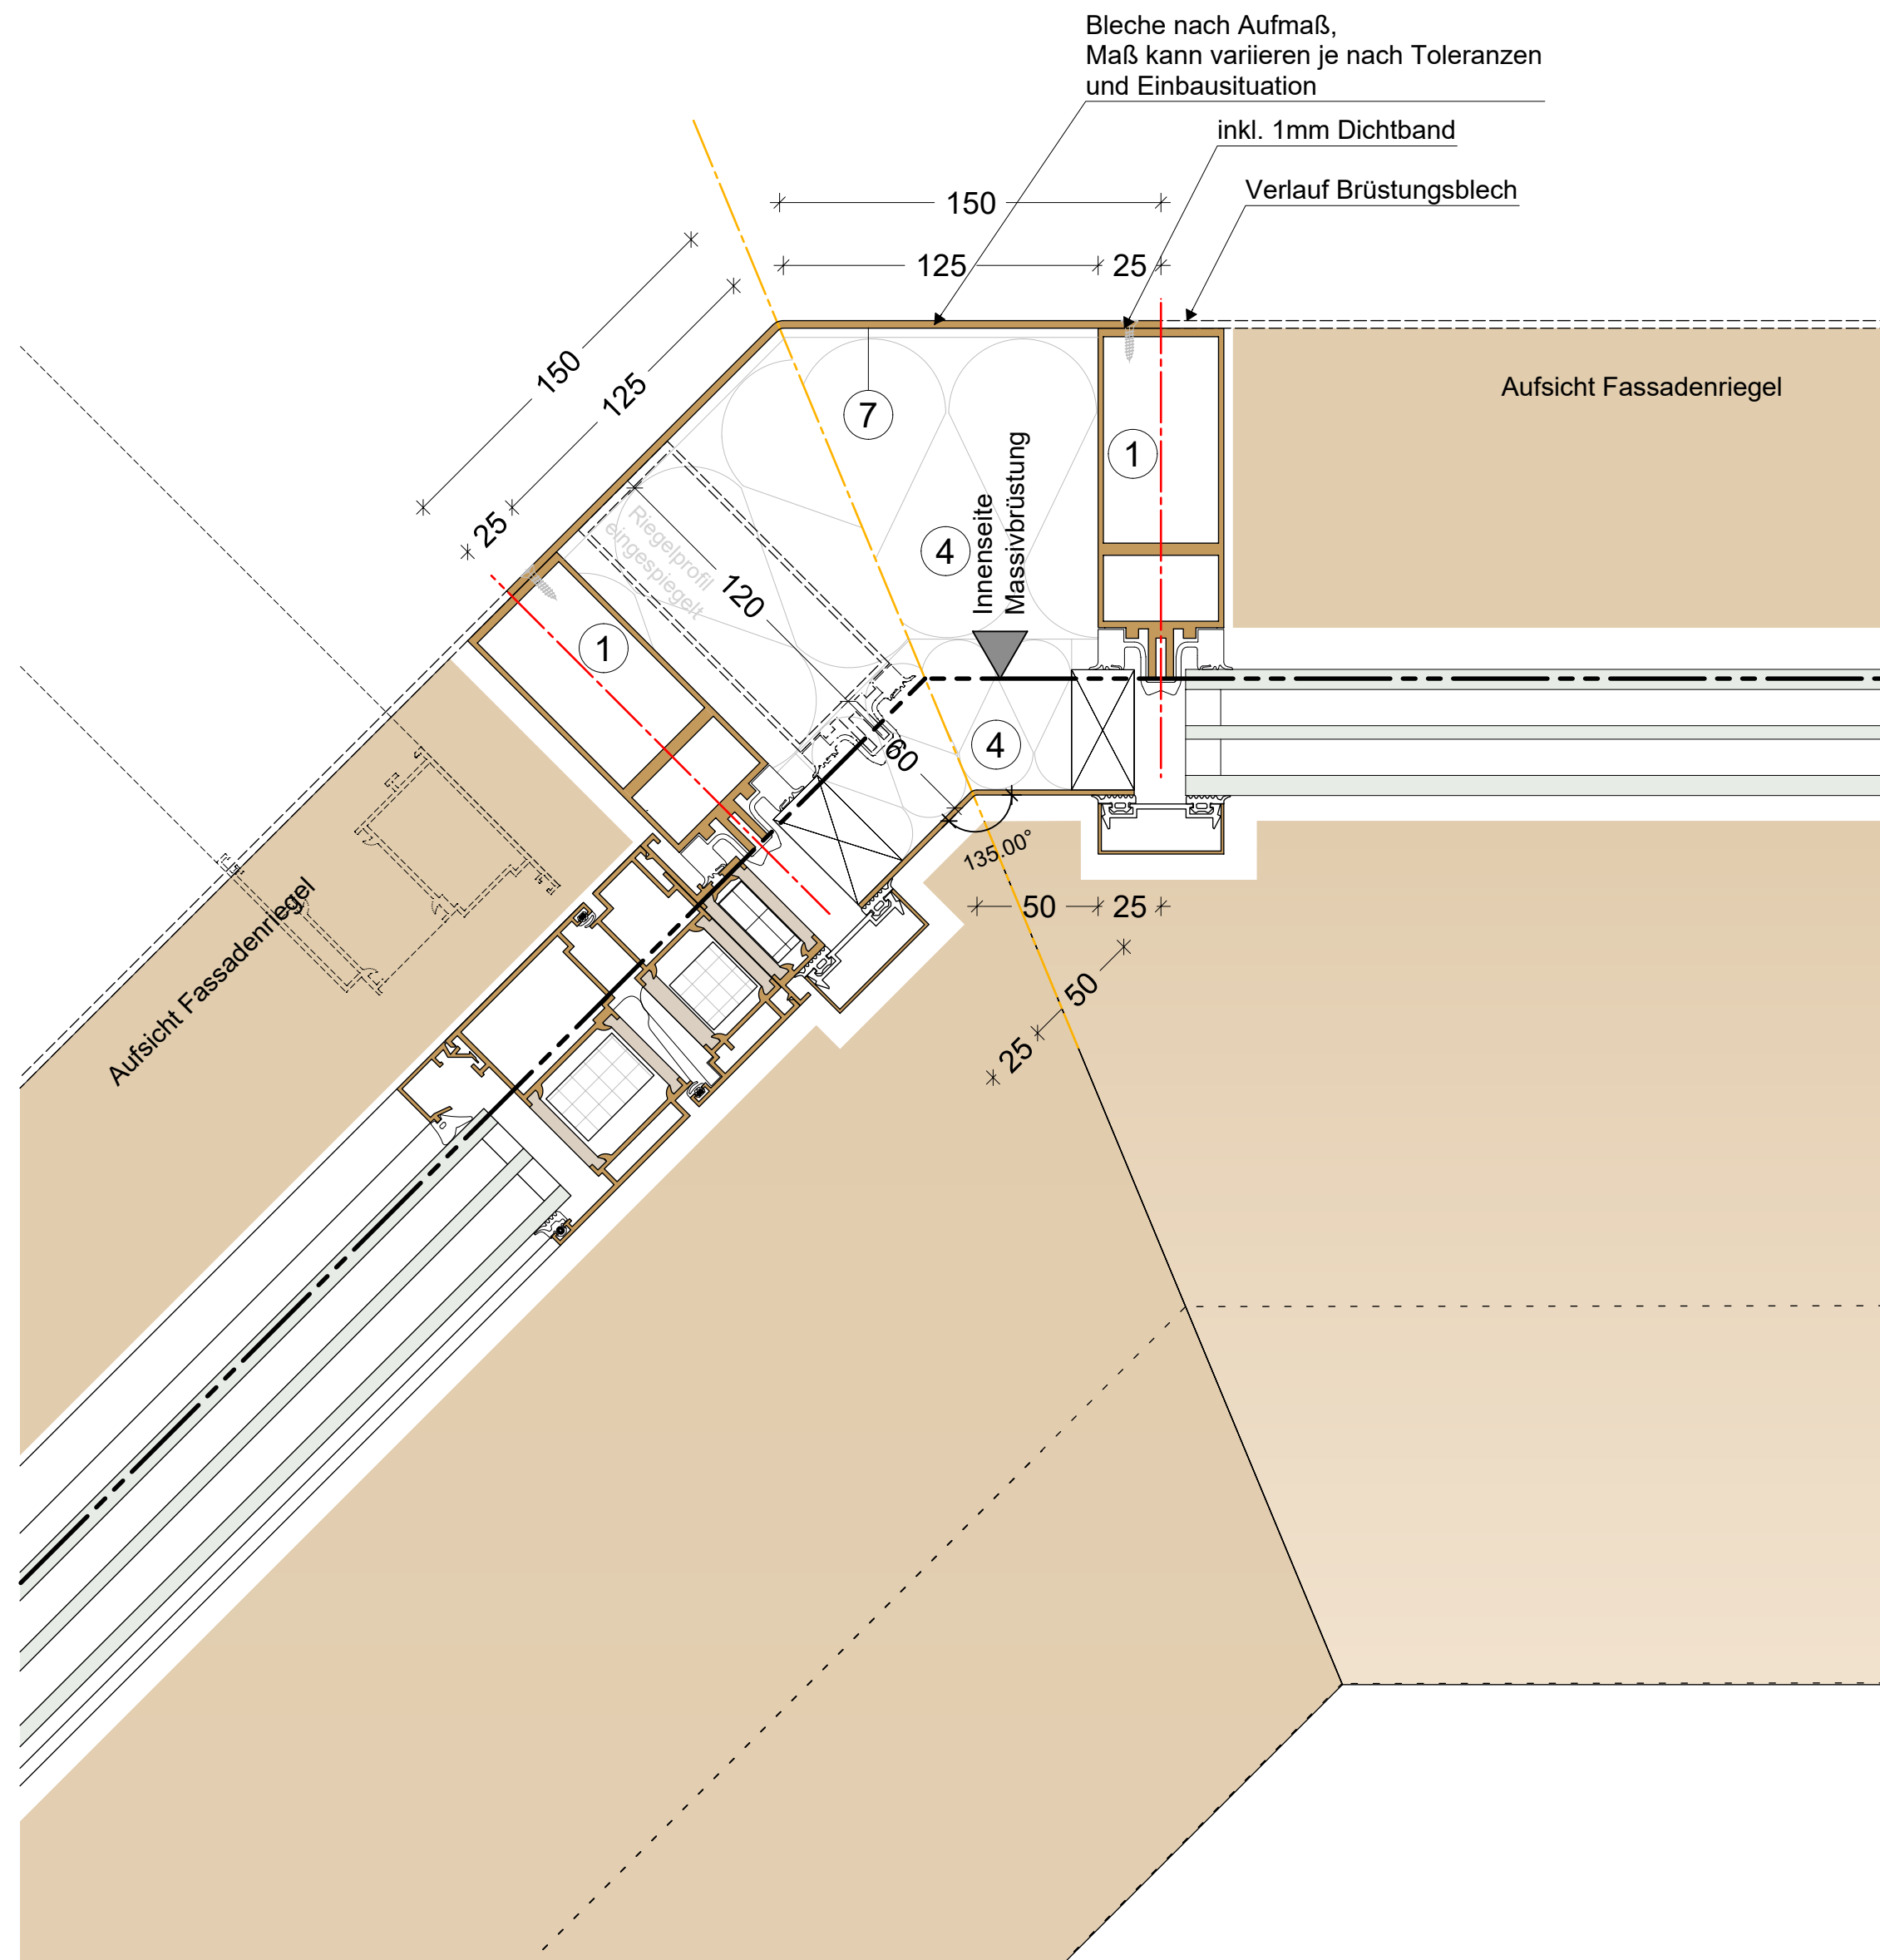 Bleche nach Aufmaß,
Maß kann variieren je nach Toleranzen
und Einbausituation
inkl. 1mm Dichtband
Verlauf Brüstungsblech
150
125
25
150
125
25
Aufsicht Fassadenriegel
7
1
4
Innenseite
Massivbrüstung
Riegelprofil
eingespiegelt
120
1
60
4
135.00°
50
25
50
25
Aufsicht Fassadenriegel